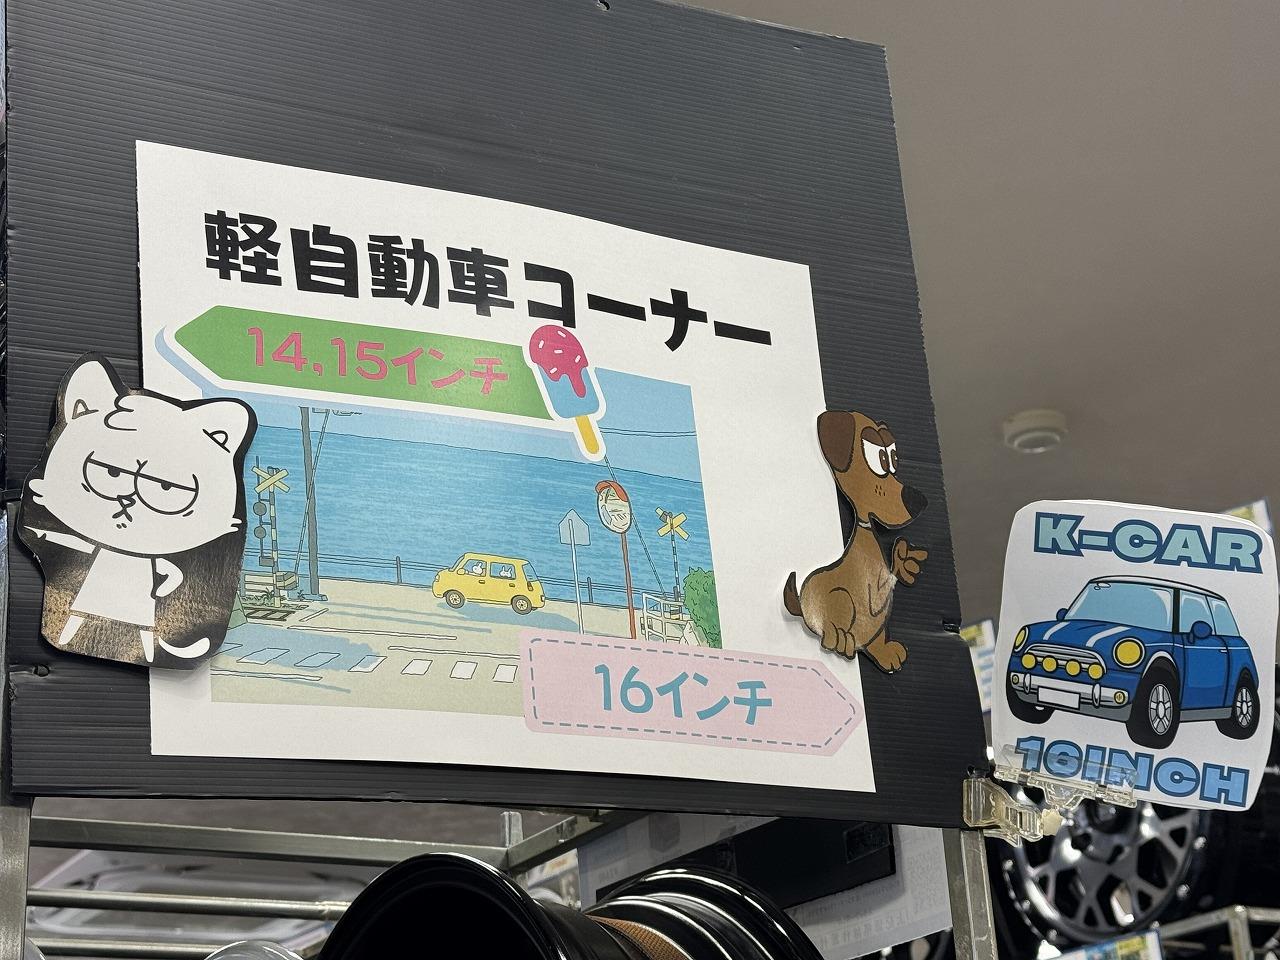 軽自動車コーナー
14,15インチ
16インチ
K-CAR
16INCH